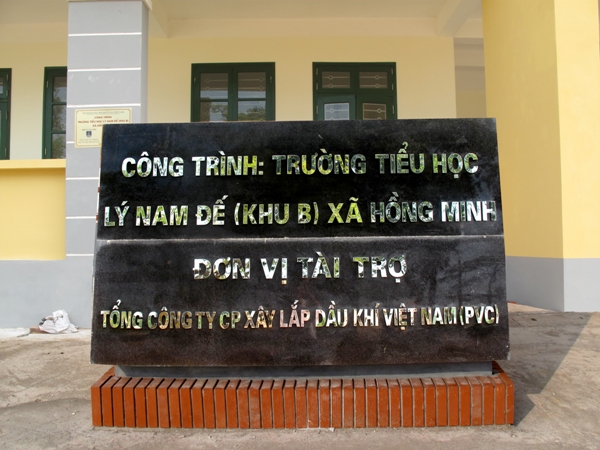 CÔNG TRÌNH: TRƯỜNG TIỂU HỌC
LÝ NAM ĐẾ (KHU B) XÃ HỒNG MINH
ĐƠN VỊ TÀI TRỢ
TỔNG CÔNG TY CP XÂY LẮP DẦU KHÍ VIỆT NAM (PVC)